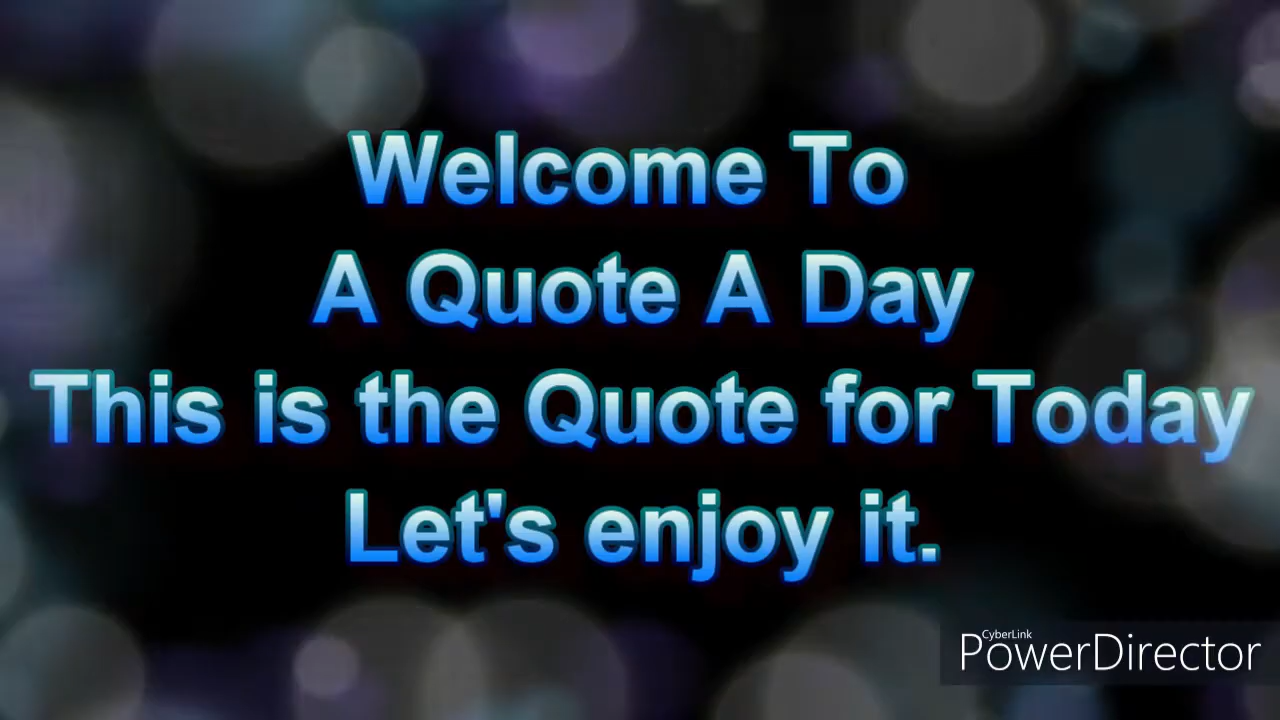 Welcome To
A Quote A Day
This is the Quote for Today
Let's enjoy it.
CyberLink
PowerDirector